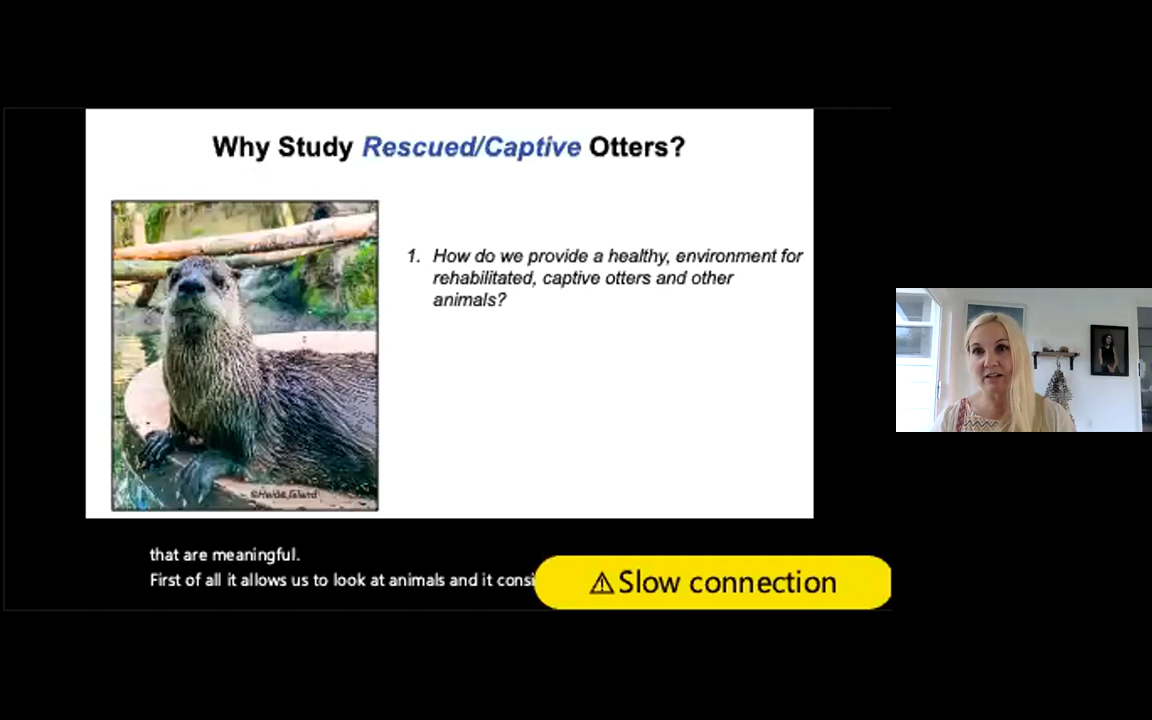 Why Study Rescued/Captive Otters?
1. How do we provide a healthy, environment for
rehabilitated, captive otters and other
animals?
©Heide Island
that are meaningful.
First of all it allows us to look at animals and it consi
⚠Slow connection